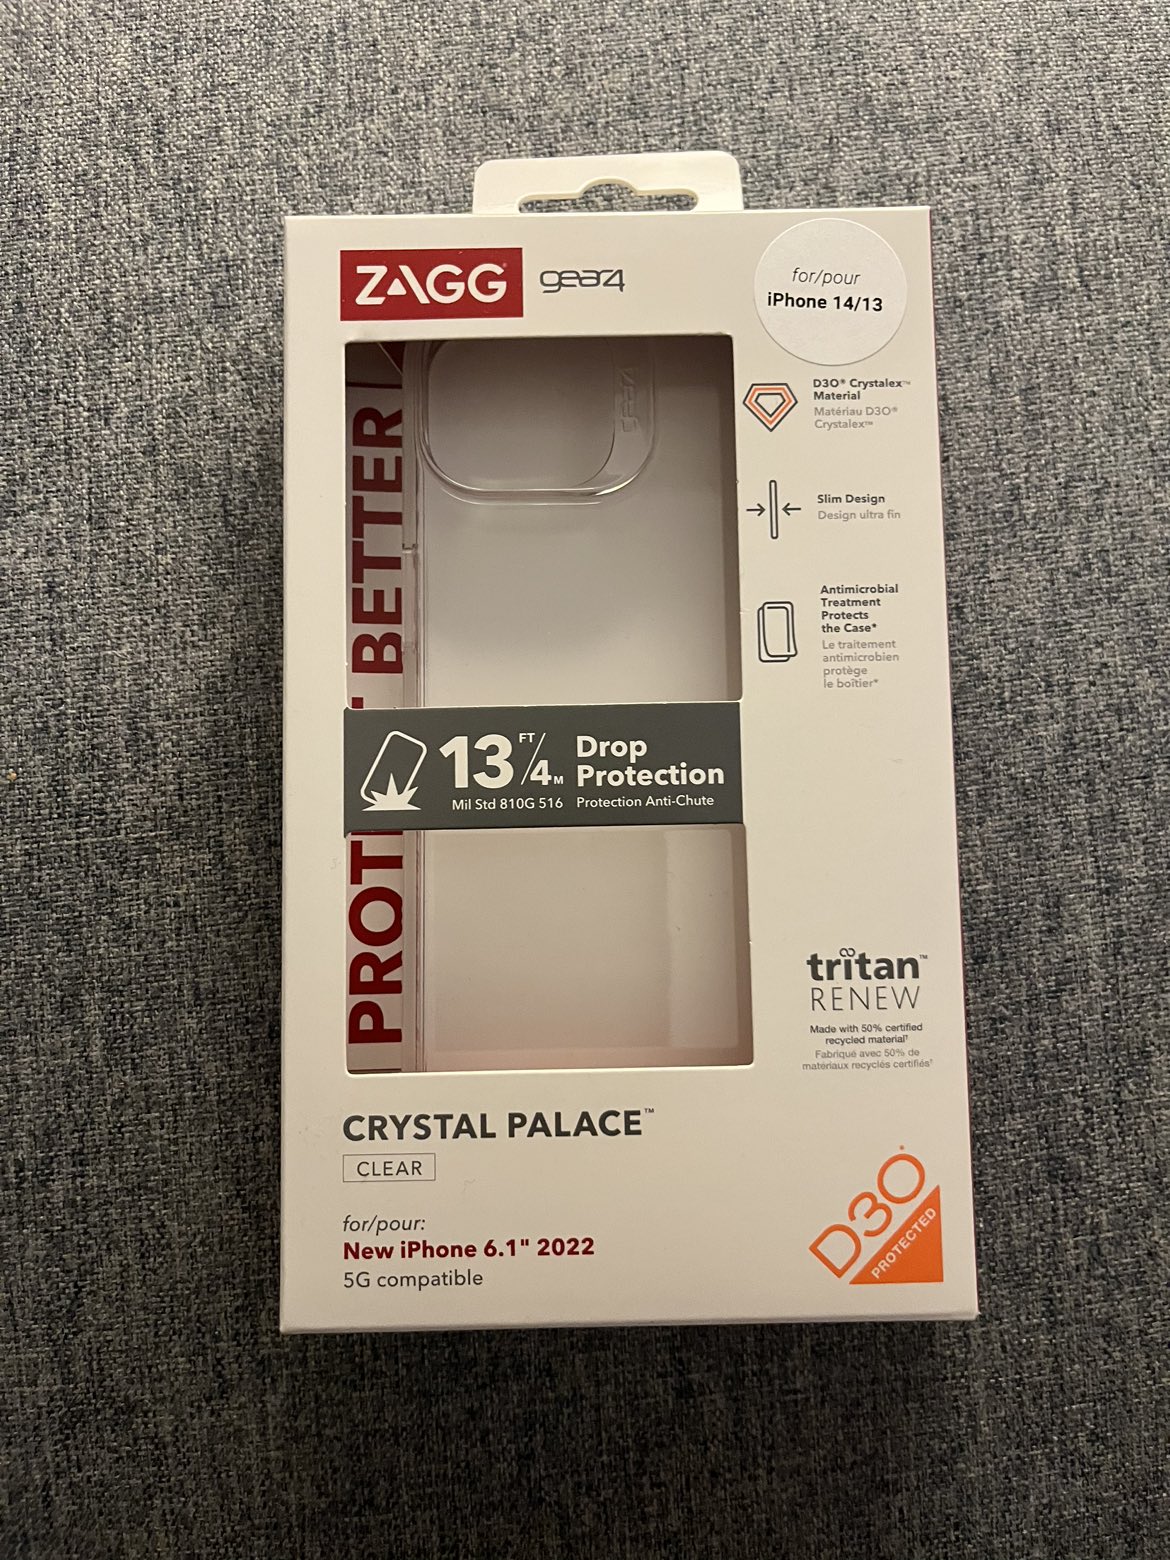 ZAGG gear4
for/pour
iPhone 14/13
gear4
D3O® Crystalex™
Material
Matériau D3O®
Crystalex™
Slim Design
Design ultra fin
Antimicrobial
Treatment
Protects
the Case*
Le traitement
antimicrobien
protège
le boîtier*
BETTER
PROT
13 FT/4M Drop
Protection
Mil Std 810G 516 Protection Anti-Chute
tritan™
RENEW
Made with 50% certified
recycled material†
Fabriqué avec 50% de
matériaux recyclés certifiés†
CRYSTAL PALACE™
CLEAR
for/pour:
New iPhone 6.1" 2022
5G compatible
D3O®
PROTECTED